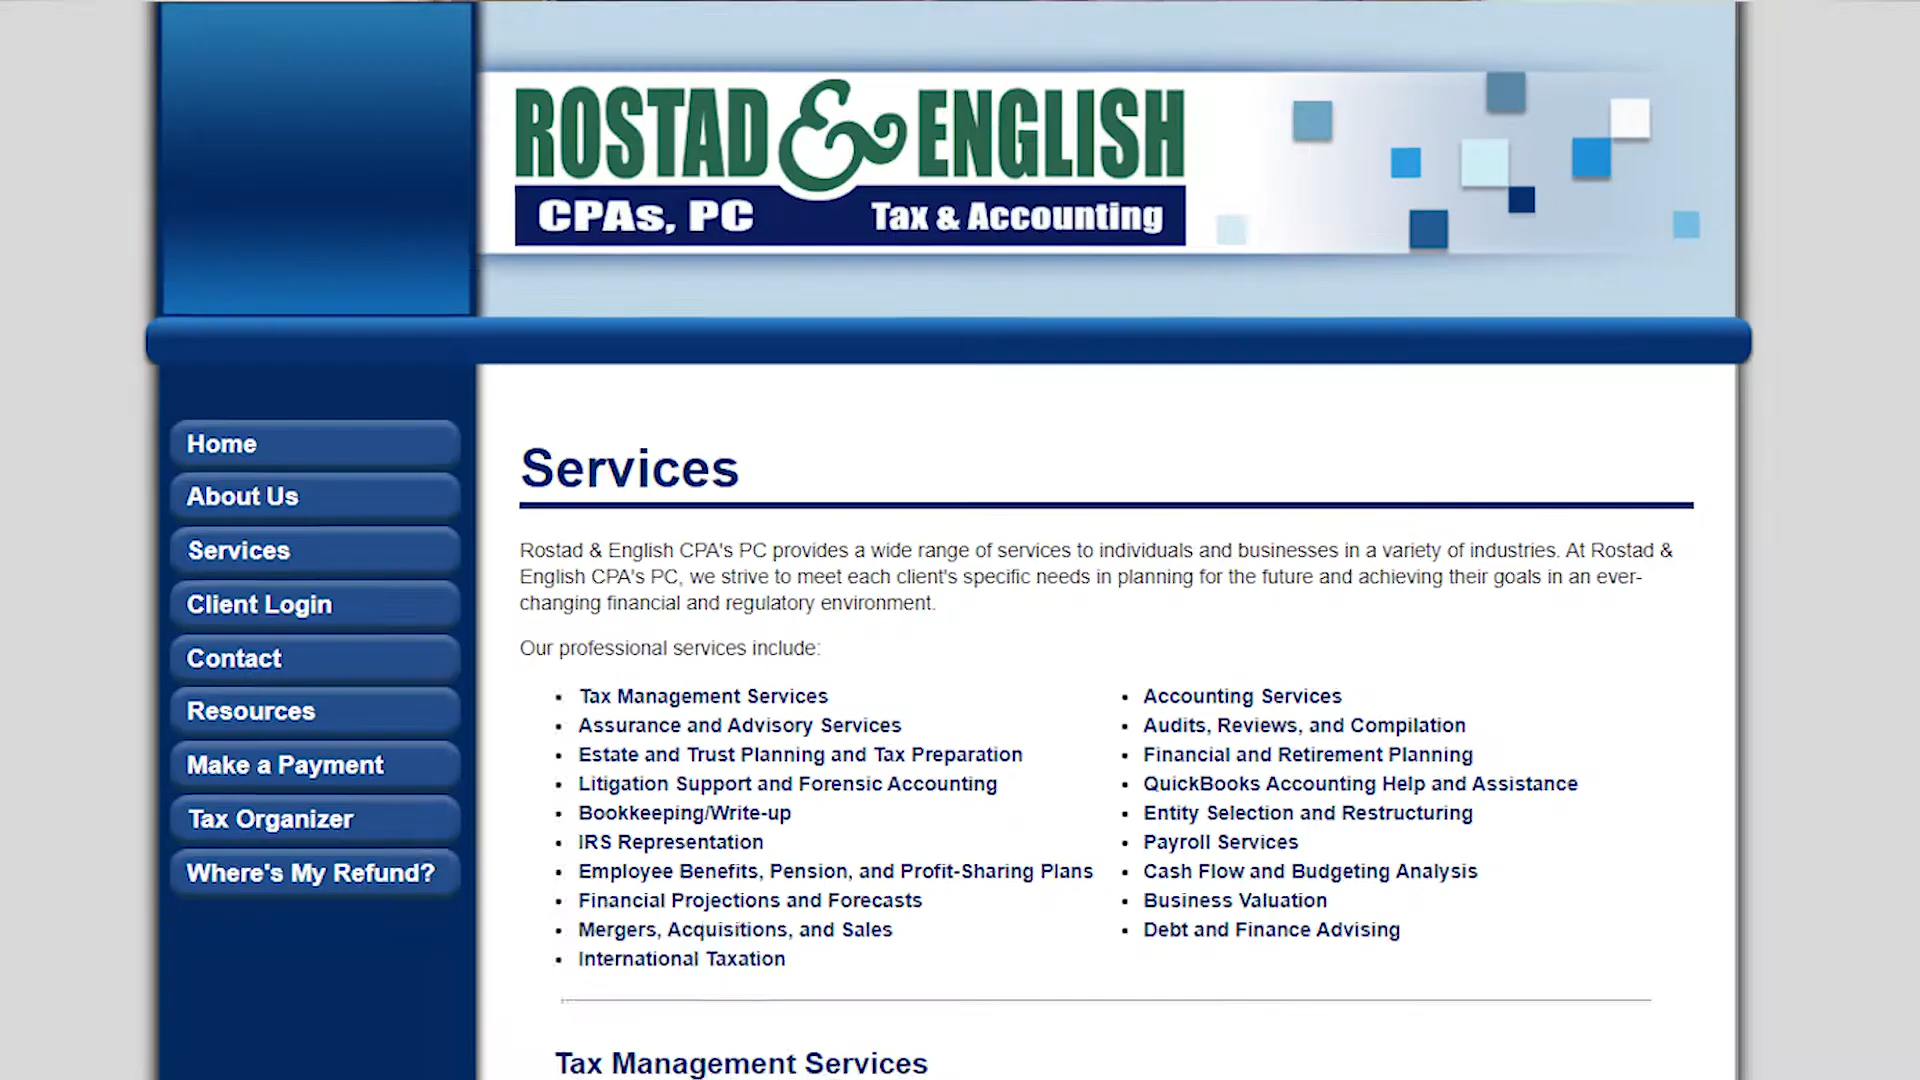 ROSTAD & ENGLISH
CPAs, PC Tax & Accounting
Home
About Us
Services
Client Login
Contact
Resources
Make a Payment
Tax Organizer
Where's My Refund?
Services
Rostad & English CPA's PC provides a wide range of services to individuals and businesses in a variety of industries. At Rostad &
English CPA's PC, we strive to meet each client's specific needs in planning for the future and achieving their goals in an ever-
changing financial and regulatory environment.
Our professional services include:
Tax Management Services
Assurance and Advisory Services
Estate and Trust Planning and Tax Preparation
Litigation Support and Forensic Accounting
Bookkeeping/Write-up
IRS Representation
Employee Benefits, Pension, and Profit-Sharing Plans
Financial Projections and Forecasts
Mergers, Acquisitions, and Sales
International Taxation
Accounting Services
Audits, Reviews, and Compilation
Financial and Retirement Planning
QuickBooks Accounting Help and Assistance
Entity Selection and Restructuring
Payroll Services
Cash Flow and Budgeting Analysis
Business Valuation
Debt and Finance Advising
Tax Management Services